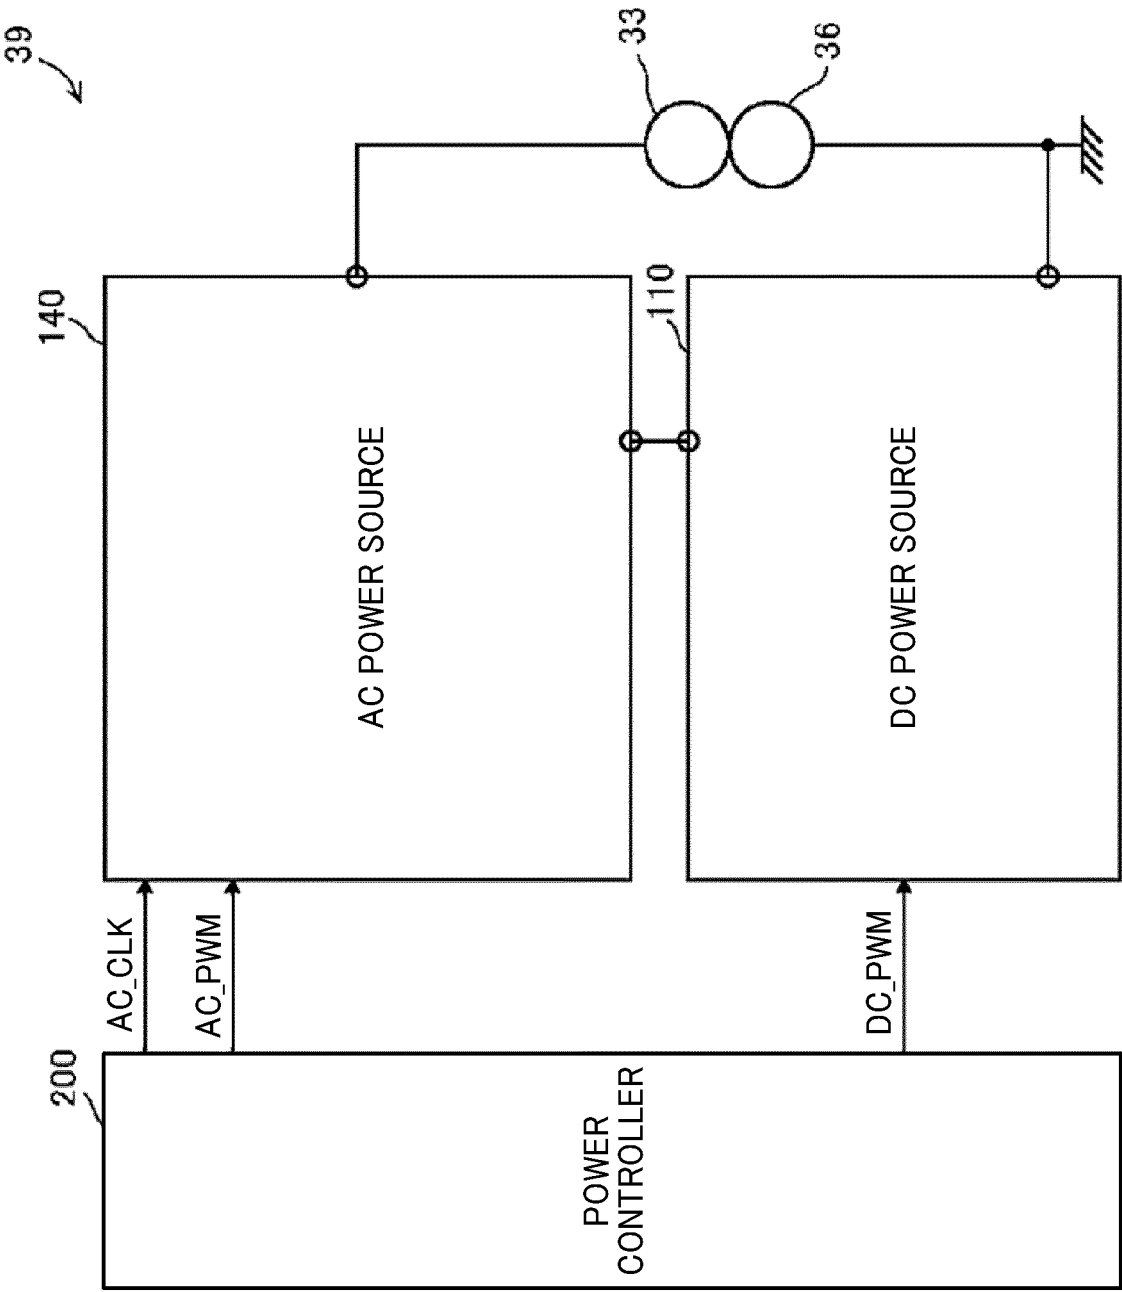 39
33
36
140
110
AC POWER SOURCE
DC POWER SOURCE
AC_CLK
AC_PWM
DC_PWM
200
POWER
CONTROLLER